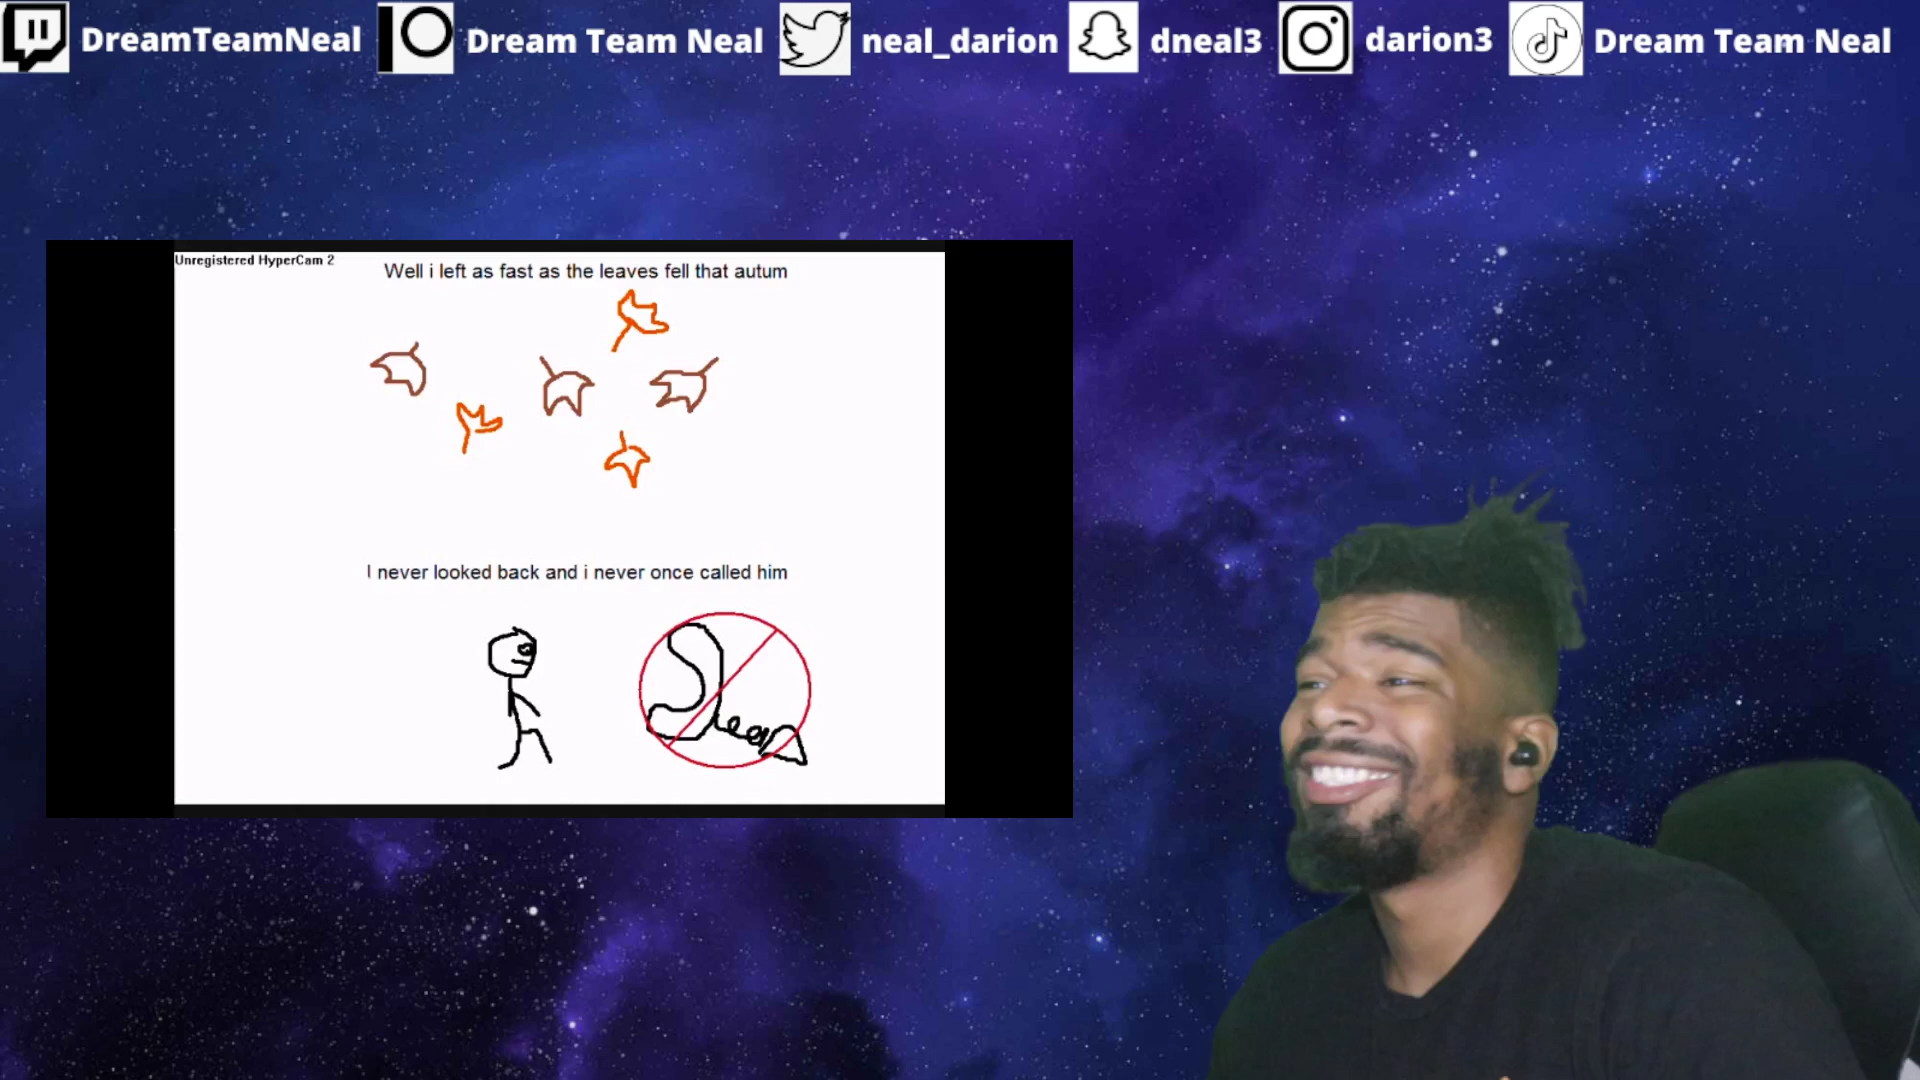 DreamTeamNeal Dream Team Neal neal_darion dneal3 darion3 Dream Team Neal
Unregistered HyperCam 2
Well i left as fast as the leaves fell that autum
I never looked back and i never once called him